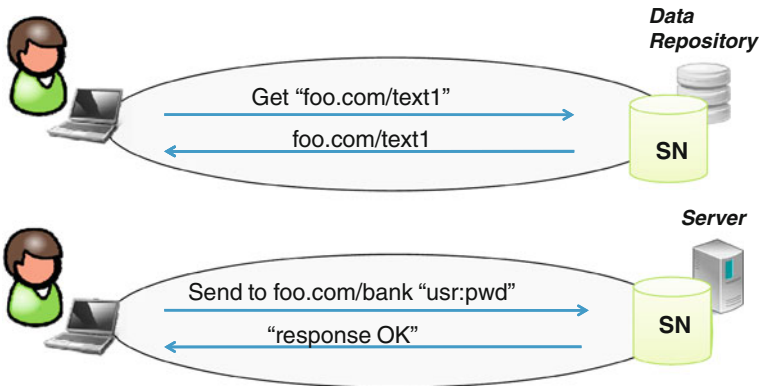 Data
Repository
Get “foo.com/text1”
foo.com/text1
SN
Server
Send to foo.com/bank “usr:pwd”
“response OK”
SN